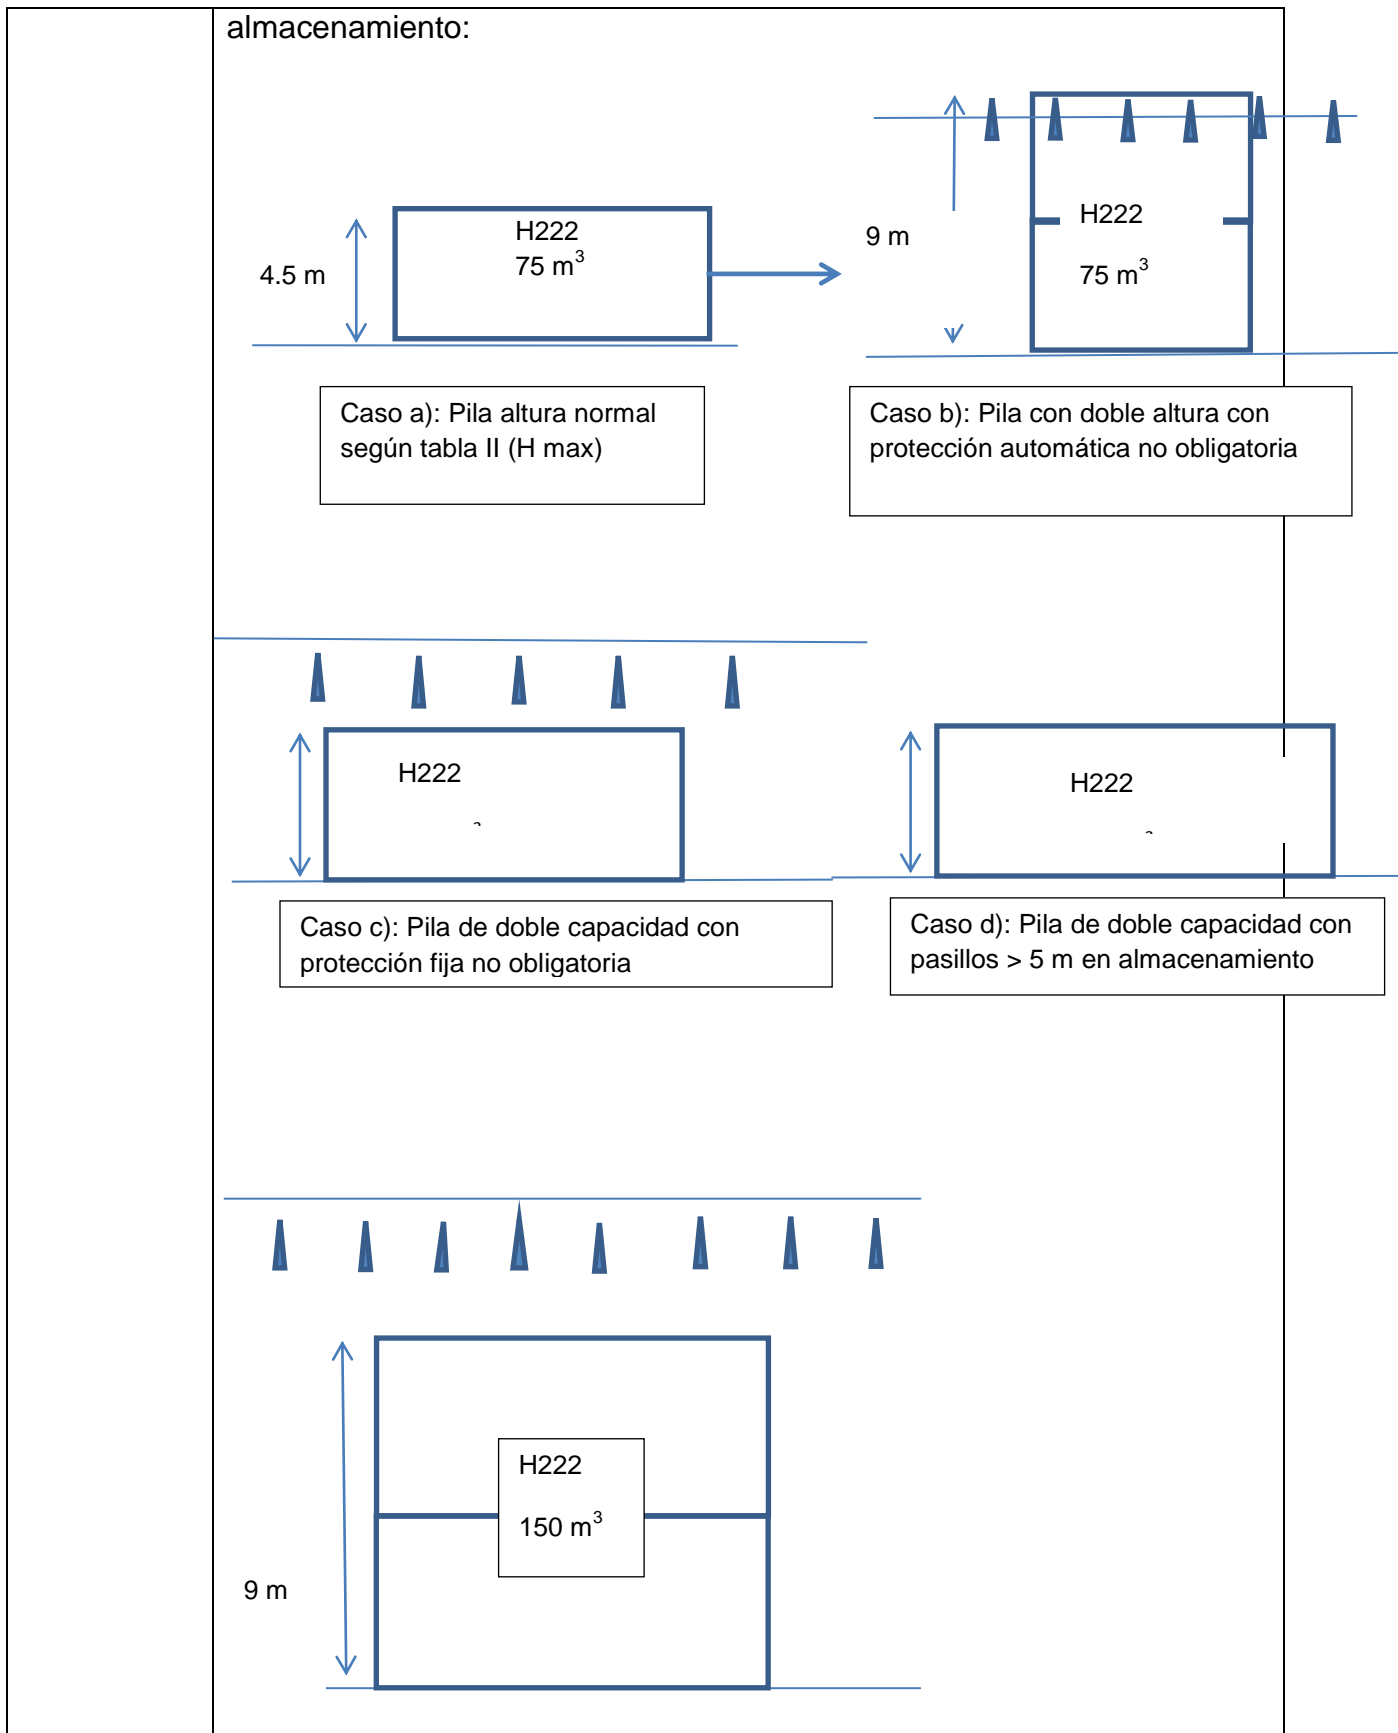 almacenamiento:
H222
75 m³
4.5 m
9 m
H222
75 m³
Caso a): Pila altura normal
según tabla II (H max)
Caso b): Pila con doble altura con
protección automática no obligatoria
H222
H222
Caso c): Pila de doble capacidad con
protección fija no obligatoria
Caso d): Pila de doble capacidad con
pasillos > 5 m en almacenamiento
H222
150 m³
9 m